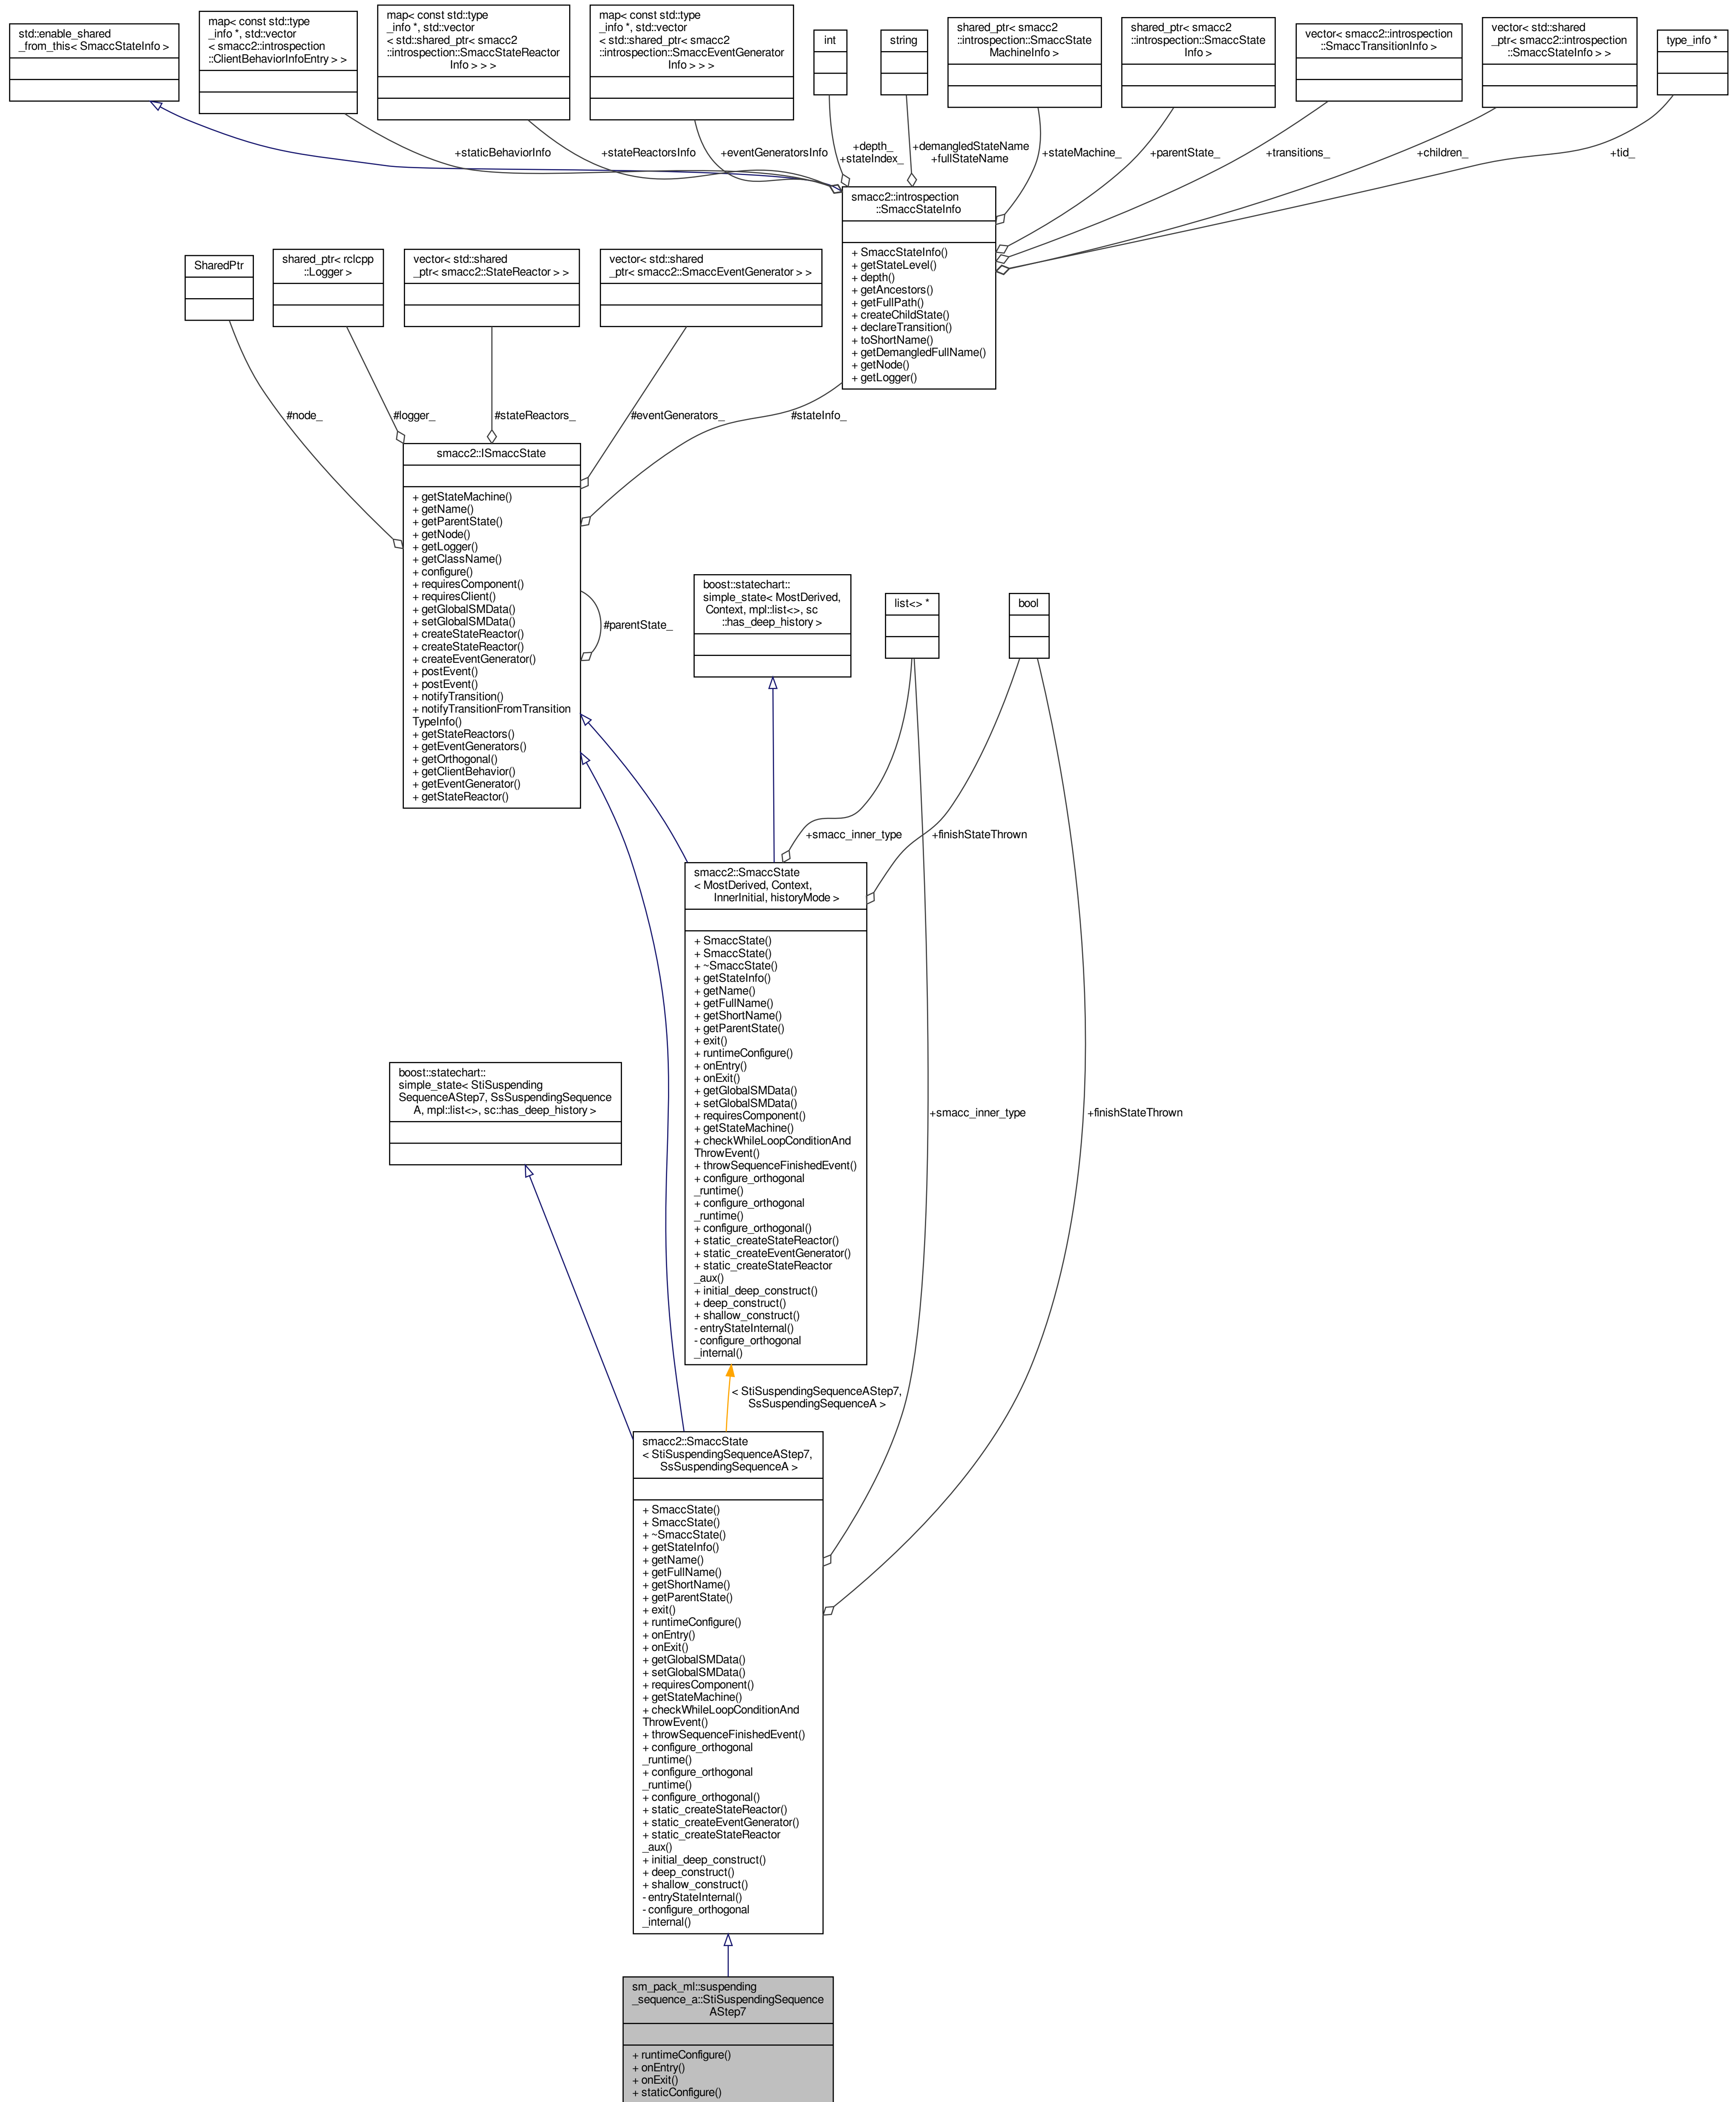 std::enable_shared
_from_this< SmaccStateInfo >
map< const std::type
_info *, std::vector
< smacc2::introspection
::ClientBehaviorInfoEntry > >
map< const std::type
_info *, std::vector
< std::shared_ptr< smacc2
::introspection::SmaccStateReactor
Info > > >
map< const std::type
_info *, std::vector
< std::shared_ptr< smacc2
::introspection::SmaccEventGenerator
Info > > >
int
string
shared_ptr< smacc2
::introspection::SmaccState
MachineInfo >
shared_ptr< smacc2
::introspection::SmaccState
Info >
vector< smacc2::introspection
::SmaccTransitionInfo >
vector< std::shared
_ptr< smacc2::introspection
::SmaccStateInfo > >
type_info *
+staticBehaviorInfo
+stateReactorsInfo
+eventGeneratorsInfo
+depth_
+stateIndex_
+demangledStateName
+fullStateName
+stateMachine_
+parentState_
+transitions_
+children_
+tid_
smacc2::introspection
::SmaccStateInfo
+ SmaccStateInfo()
+ getStateLevel()
+ depth()
+ getAncestors()
+ getFullPath()
+ createChildState()
+ declareTransition()
+ toShortName()
+ getDemangledFullName()
+ getNode()
+ getLogger()
SharedPtr
shared_ptr< rclcpp
::Logger >
vector< std::shared
_ptr< smacc2::StateReactor > >
vector< std::shared
_ptr< smacc2::SmaccEventGenerator > >
#node_
#logger_
#stateReactors_
#eventGenerators_
#stateInfo_
smacc2::ISmaccState
+ getStateMachine()
+ getName()
+ getParentState()
+ getNode()
+ getLogger()
+ getClassName()
+ configure()
+ requiresComponent()
+ requiresClient()
+ getGlobalSMData()
+ setGlobalSMData()
+ createStateReactor()
+ createStateReactor()
+ createEventGenerator()
+ postEvent()
+ postEvent()
+ notifyTransition()
+ notifyTransitionFromTransition
TypeInfo()
+ getStateReactors()
+ getEventGenerators()
+ getOrthogonal()
+ getClientBehavior()
+ getEventGenerator()
+ getStateReactor()
#parentState_
boost::statechart::
simple_state< MostDerived,
Context, mpl::list<>, sc
::has_deep_history >
list<> *
bool
+smacc_inner_type
+finishStateThrown
smacc2::SmaccState
< MostDerived, Context,
InnerInitial, historyMode >
+ SmaccState()
+ SmaccState()
+ ~SmaccState()
+ getStateInfo()
+ getName()
+ getFullName()
+ getShortName()
+ getParentState()
+ exit()
+ runtimeConfigure()
+ onEntry()
+ onExit()
+ getGlobalSMData()
+ setGlobalSMData()
+ requiresComponent()
+ getStateMachine()
+ checkWhileLoopConditionAnd
ThrowEvent()
+ throwSequenceFinishedEvent()
+ configure_orthogonal
_runtime()
+ configure_orthogonal
_runtime()
+ configure_orthogonal()
+ static_createStateReactor()
+ static_createEventGenerator()
+ static_createStateReactor
_aux()
+ initial_deep_construct()
+ deep_construct()
+ shallow_construct()
- entryStateInternal()
- configure_orthogonal
_internal()
boost::statechart::
simple_state< StiSuspending
SequenceAStep7, SsSuspendingSequence
A, mpl::list<>, sc::has_deep_history >
+smacc_inner_type
+finishStateThrown
< StiSuspendingSequenceAStep7,
SsSuspendingSequenceA >
smacc2::SmaccState
< StiSuspendingSequenceAStep7,
SsSuspendingSequenceA >
+ SmaccState()
+ SmaccState()
+ ~SmaccState()
+ getStateInfo()
+ getName()
+ getFullName()
+ getShortName()
+ getParentState()
+ exit()
+ runtimeConfigure()
+ onEntry()
+ onExit()
+ getGlobalSMData()
+ setGlobalSMData()
+ requiresComponent()
+ getStateMachine()
+ checkWhileLoopConditionAnd
ThrowEvent()
+ throwSequenceFinishedEvent()
+ configure_orthogonal
_runtime()
+ configure_orthogonal
_runtime()
+ configure_orthogonal()
+ static_createStateReactor()
+ static_createEventGenerator()
+ static_createStateReactor
_aux()
+ initial_deep_construct()
+ deep_construct()
+ shallow_construct()
- entryStateInternal()
- configure_orthogonal
_internal()
sm_pack_ml::suspending
_sequence_a::StiSuspendingSequence
AStep7
+ runtimeConfigure()
+ onEntry()
+ onExit()
+ staticConfigure()